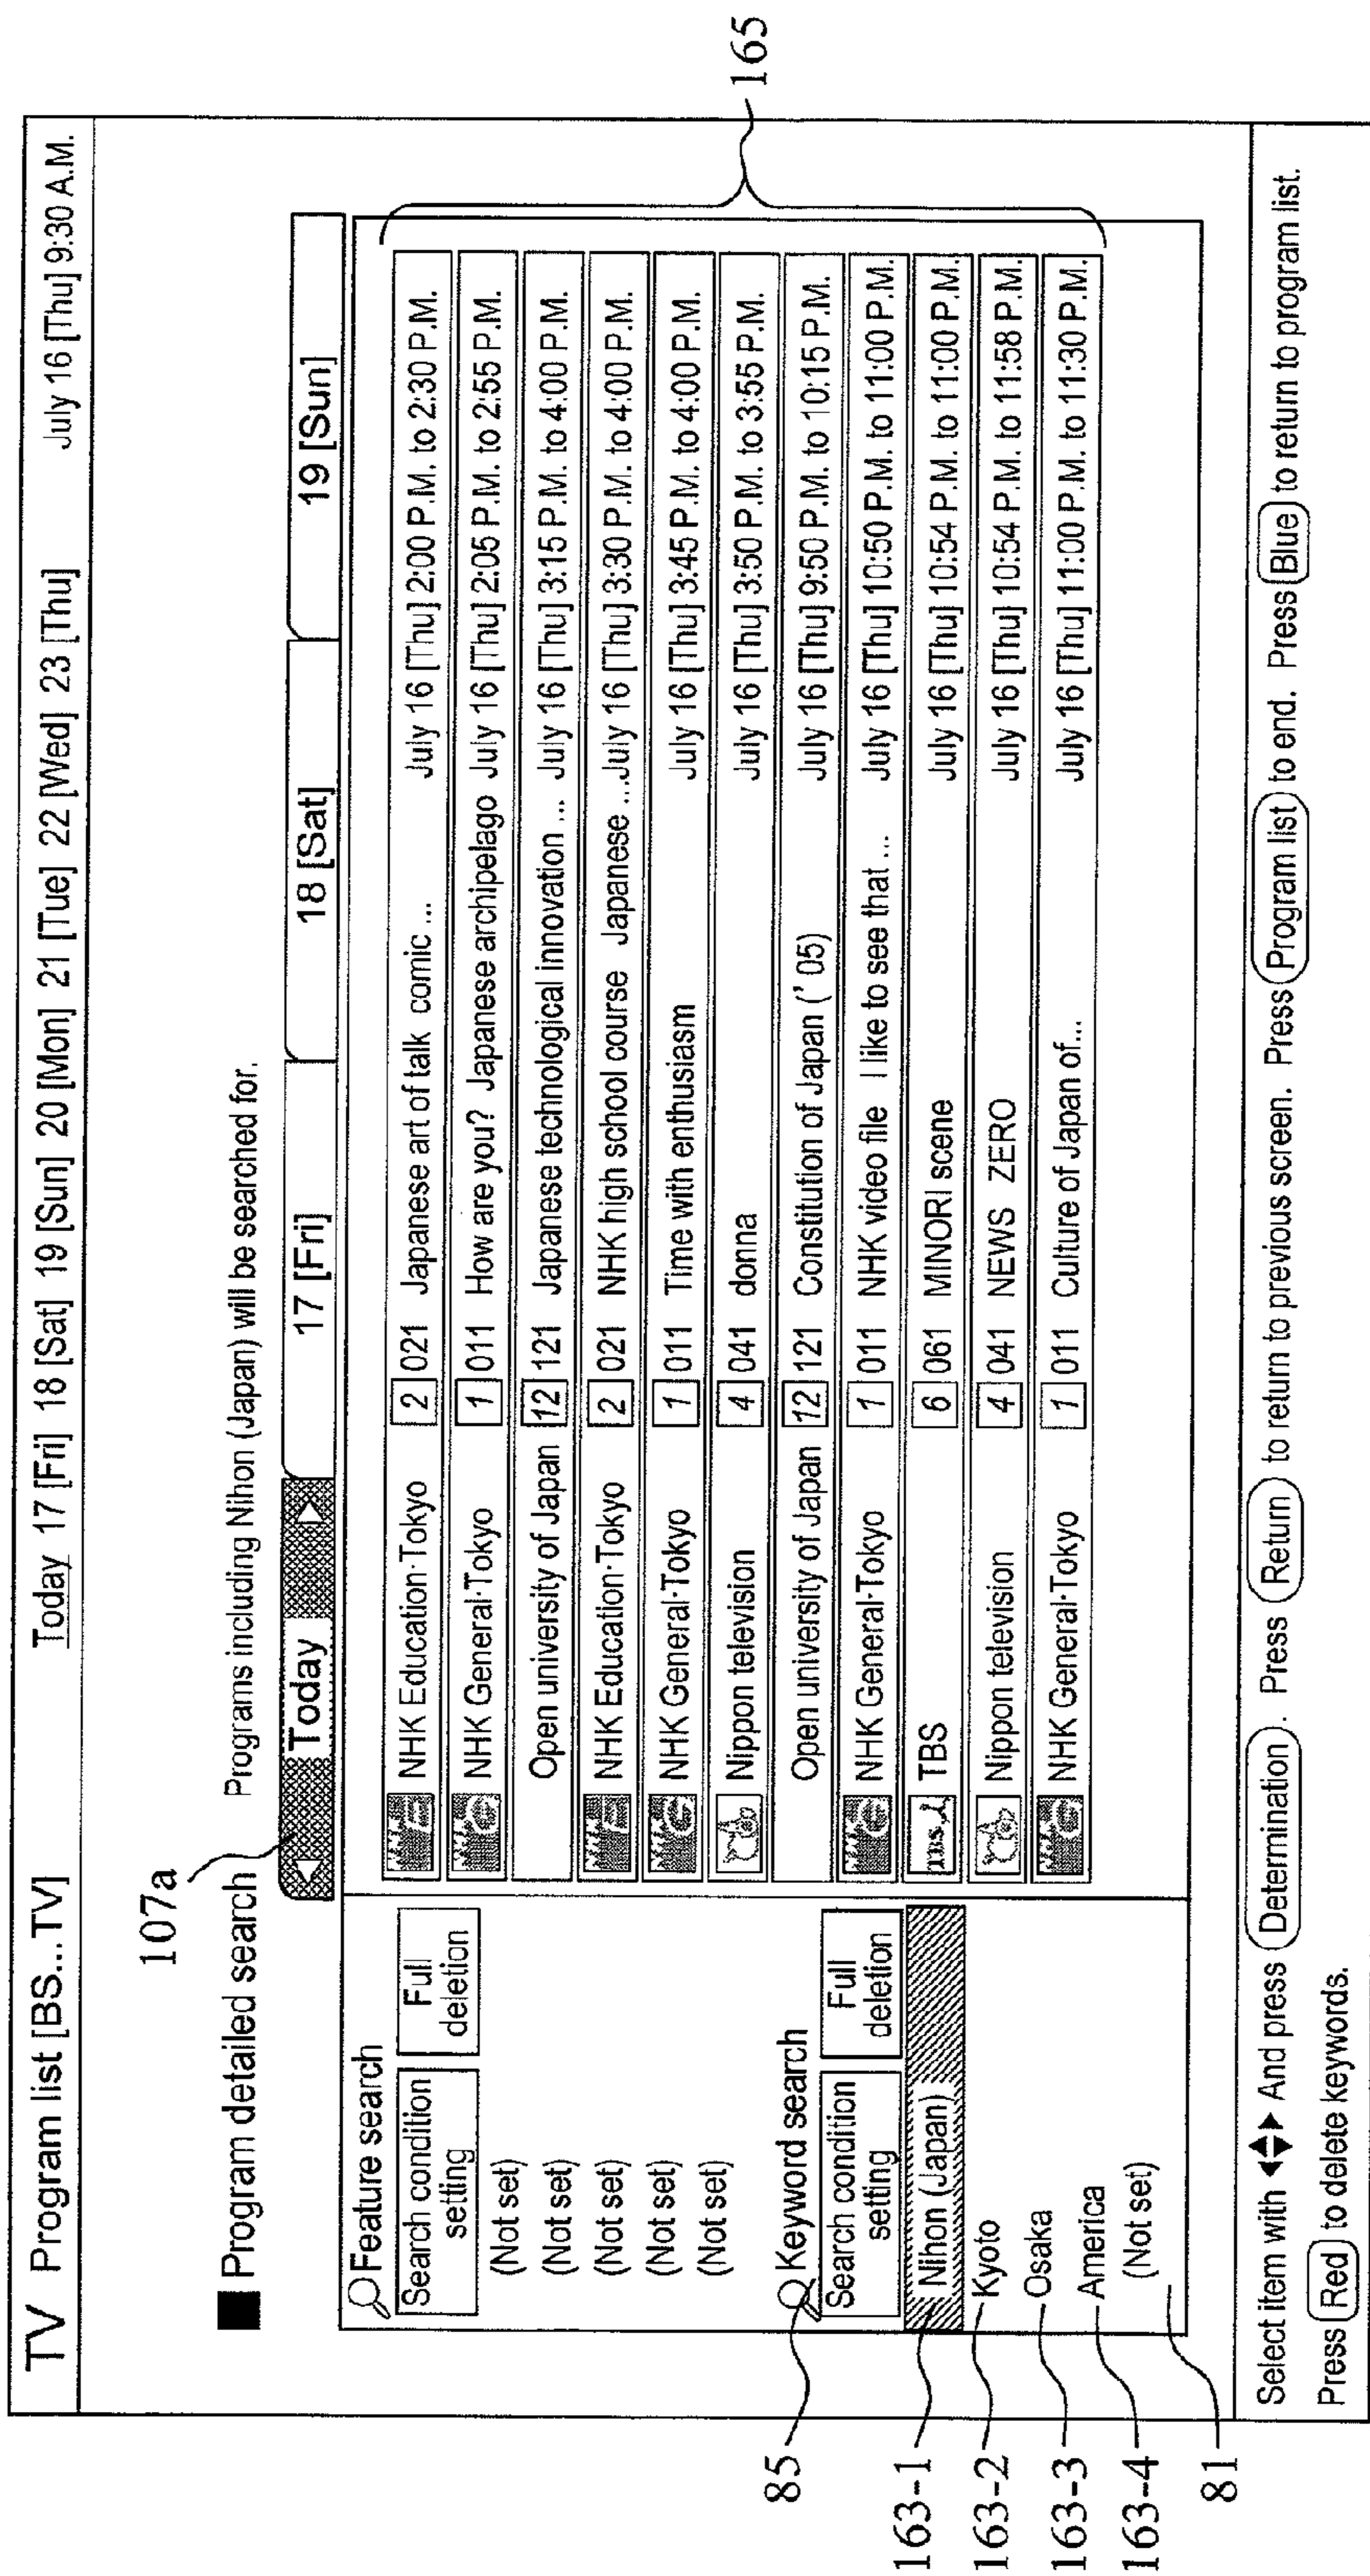 TV Program list [BS...TV] Today 17 [Fri] 18 [Sat] 19 [Sun] 20 [Mon] 21 [Tue] 22 [Wed] 23 [Thu] July 16 [Thu] 9:30 A.M.
107a
Program detailed search Programs including Nihon (Japan) will be searched for.
Today 17 [Fri] 18 [Sat] 19 [Sun]
Feature search
Search condition setting
Full deletion
(Not set)
(Not set)
(Not set)
(Not set)
(Not set)
85
Keyword search
Search condition setting
Full deletion
163-1 Nihon (Japan)
163-2 Kyoto
163-3 Osaka
163-4 America
(Not set)
81
NHK Education·Tokyo 2 021 Japanese art of talk comic ... July 16 [Thu] 2:00 P.M. to 2:30 P.M.
NHK General·Tokyo 1 011 How are you? Japanese archipelago July 16 [Thu] 2:05 P.M. to 2:55 P.M.
Open university of Japan 12 121 Japanese technological innovation ... July 16 [Thu] 3:15 P.M. to 4:00 P.M.
NHK Education·Tokyo 2 021 NHK high school course Japanese ...July 16 [Thu] 3:30 P.M. to 4:00 P.M.
NHK General·Tokyo 1 011 Time with enthusiasm July 16 [Thu] 3:45 P.M. to 4:00 P.M.
Nippon television 4 041 donna July 16 [Thu] 3:50 P.M. to 3:55 P.M.
Open university of Japan 12 121 Constitution of Japan (' 05) July 16 [Thu] 9:50 P.M. to 10:15 P.M.
NHK General·Tokyo 1 011 NHK video file I like to see that ... July 16 [Thu] 10:50 P.M. to 11:00 P.M.
TBS TBS 6 061 MINORI scene July 16 [Thu] 10:54 P.M. to 11:00 P.M.
Nippon television 4 041 NEWS ZERO July 16 [Thu] 10:54 P.M. to 11:58 P.M.
NHK General·Tokyo 1 011 Culture of Japan of... July 16 [Thu] 11:00 P.M. to 11:30 P.M.
165
Select item with ◀▲▼▶ And press Determination. Press Return to return to previous screen. Press Program list to end. Press Blue to return to program list.
Press Red to delete keywords.